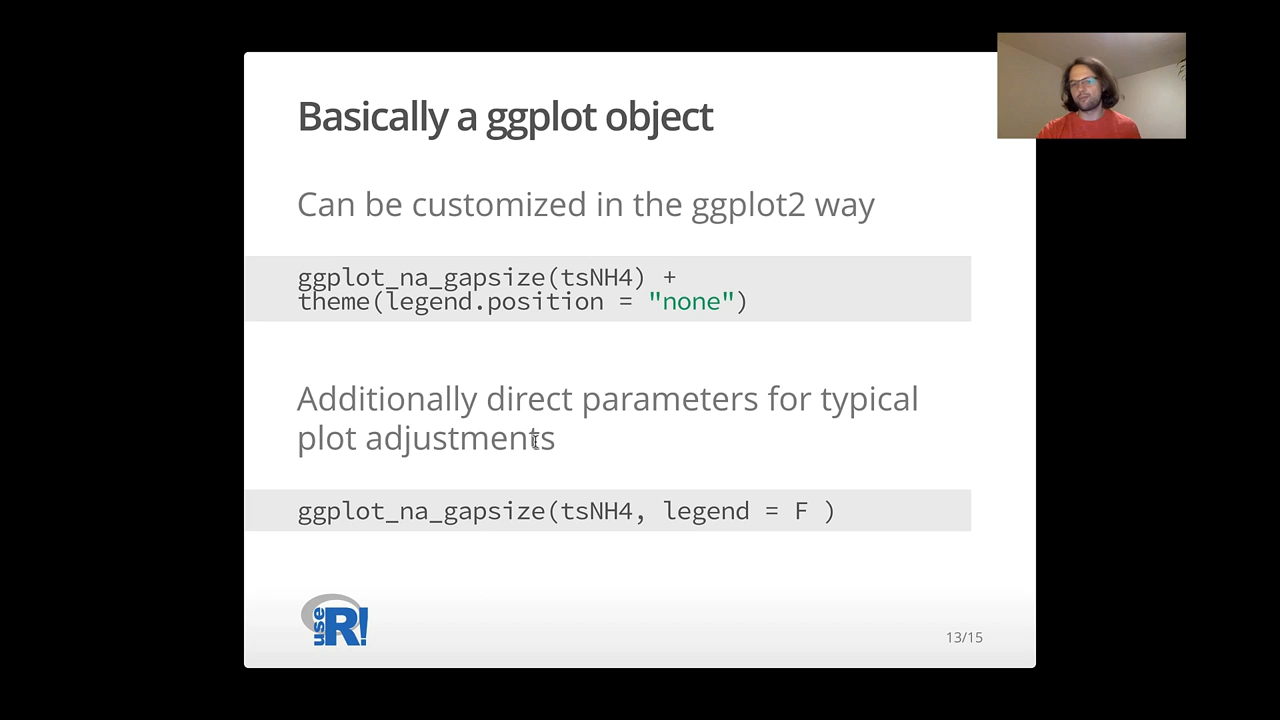 Basically a ggplot object
Can be customized in the ggplot2 way
ggplot_na_gapsize(tsNH4) +
theme(legend.position = "none")
Additionally direct parameters for typical
plot adjustments
ggplot_na_gapsize(tsNH4, legend = F )
use R!
13/15